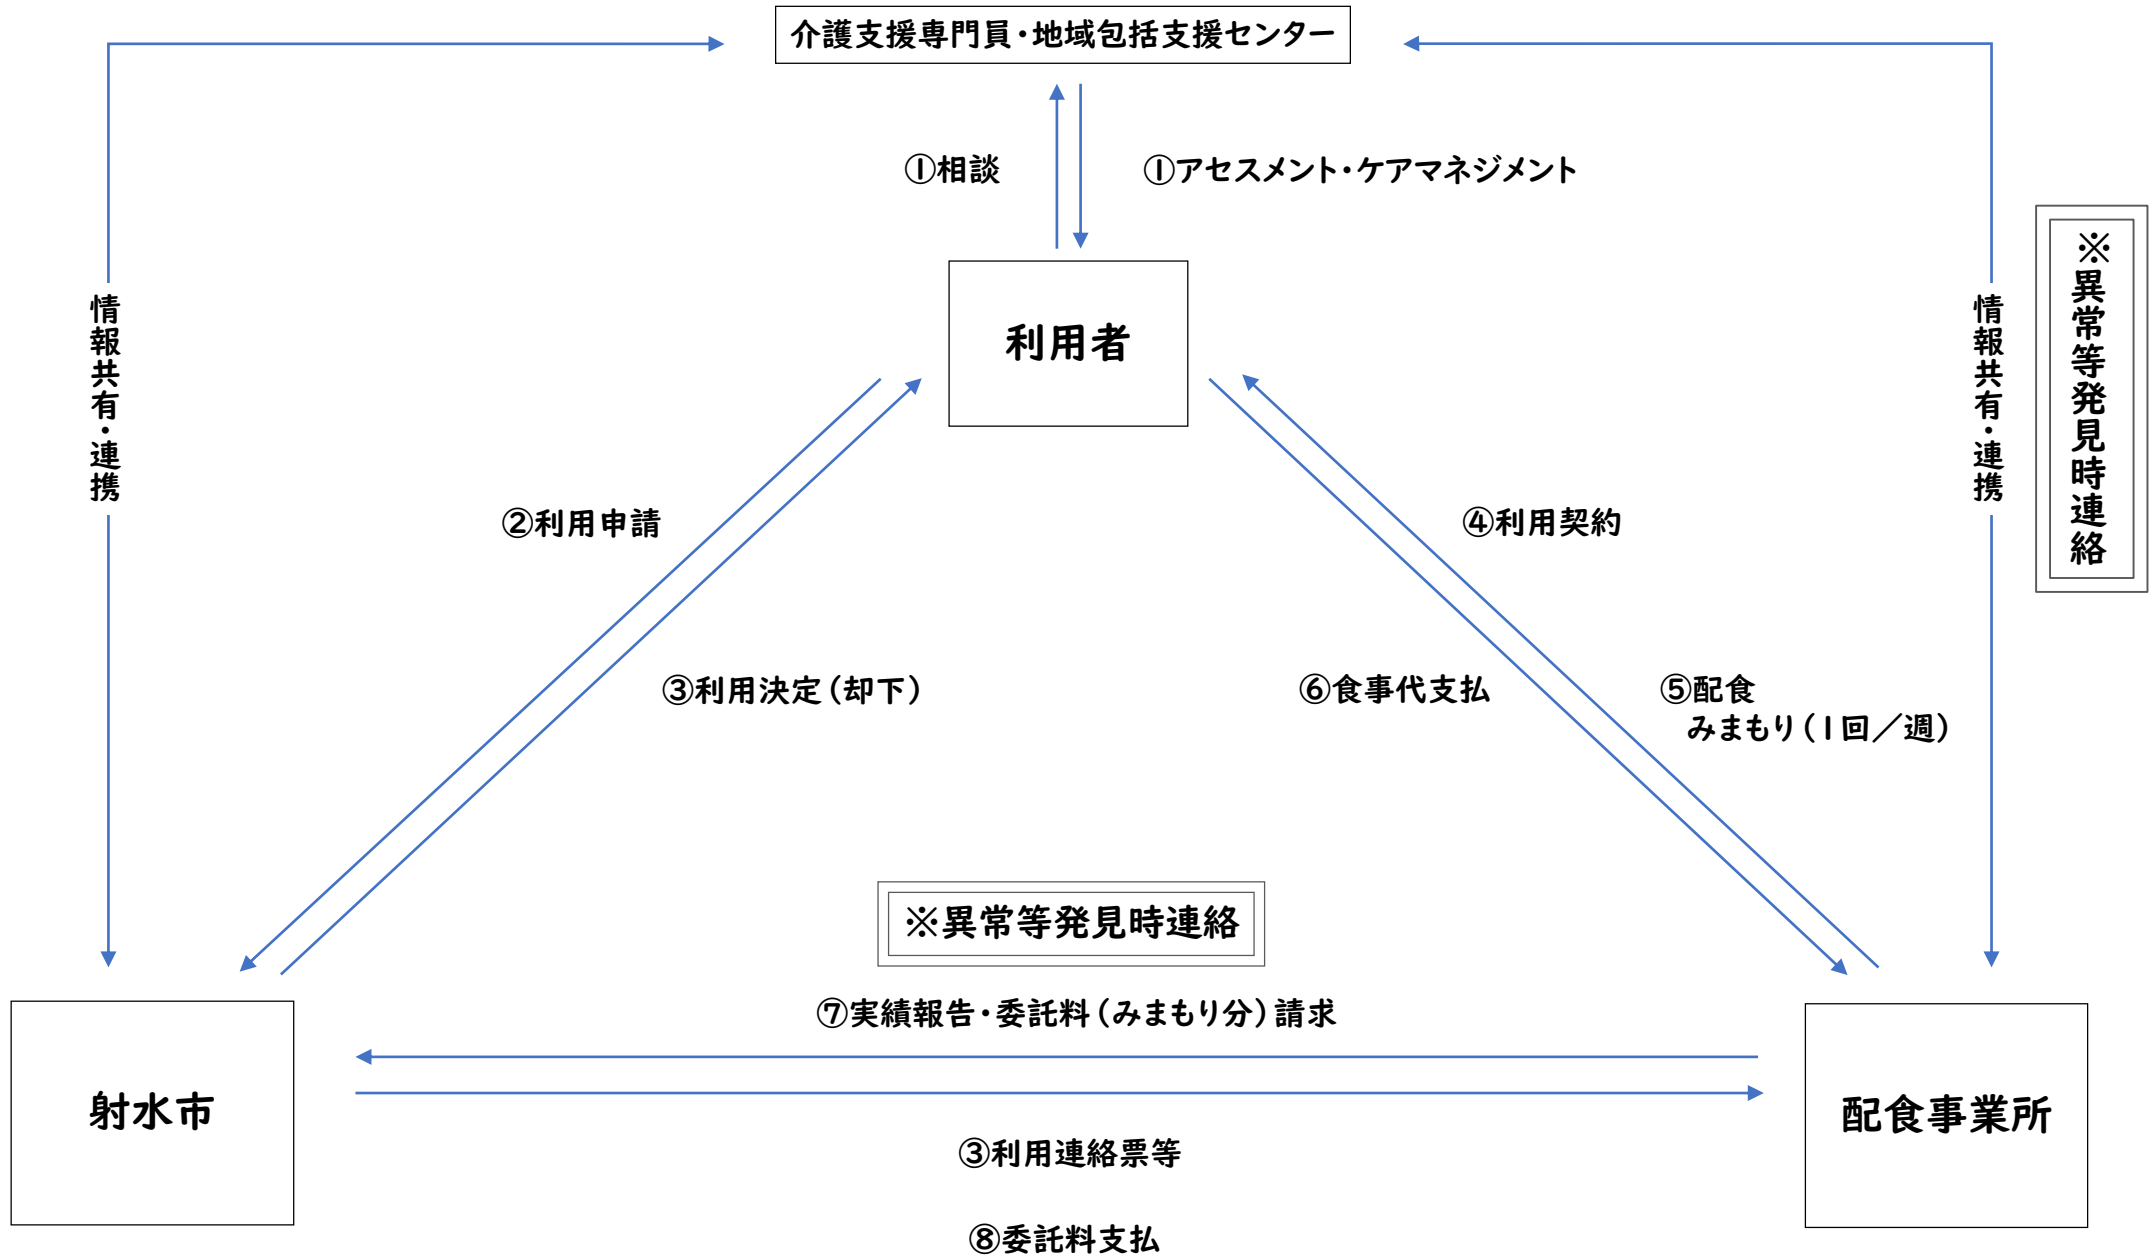 介護支援専門員・地域包括支援センター
①相談
①アセスメント・ケアマネジメント
利用者
情報共有・連携
情報共有・連携
※異常等発見時連絡
②利用申請
④利用契約
③利用決定（却下）
⑥食事代支払
⑤配食
みまもり（1回／週）
※異常等発見時連絡
⑦実績報告・委託料（みまもり分）請求
射水市
配食事業所
③利用連絡票等
⑧委託料支払